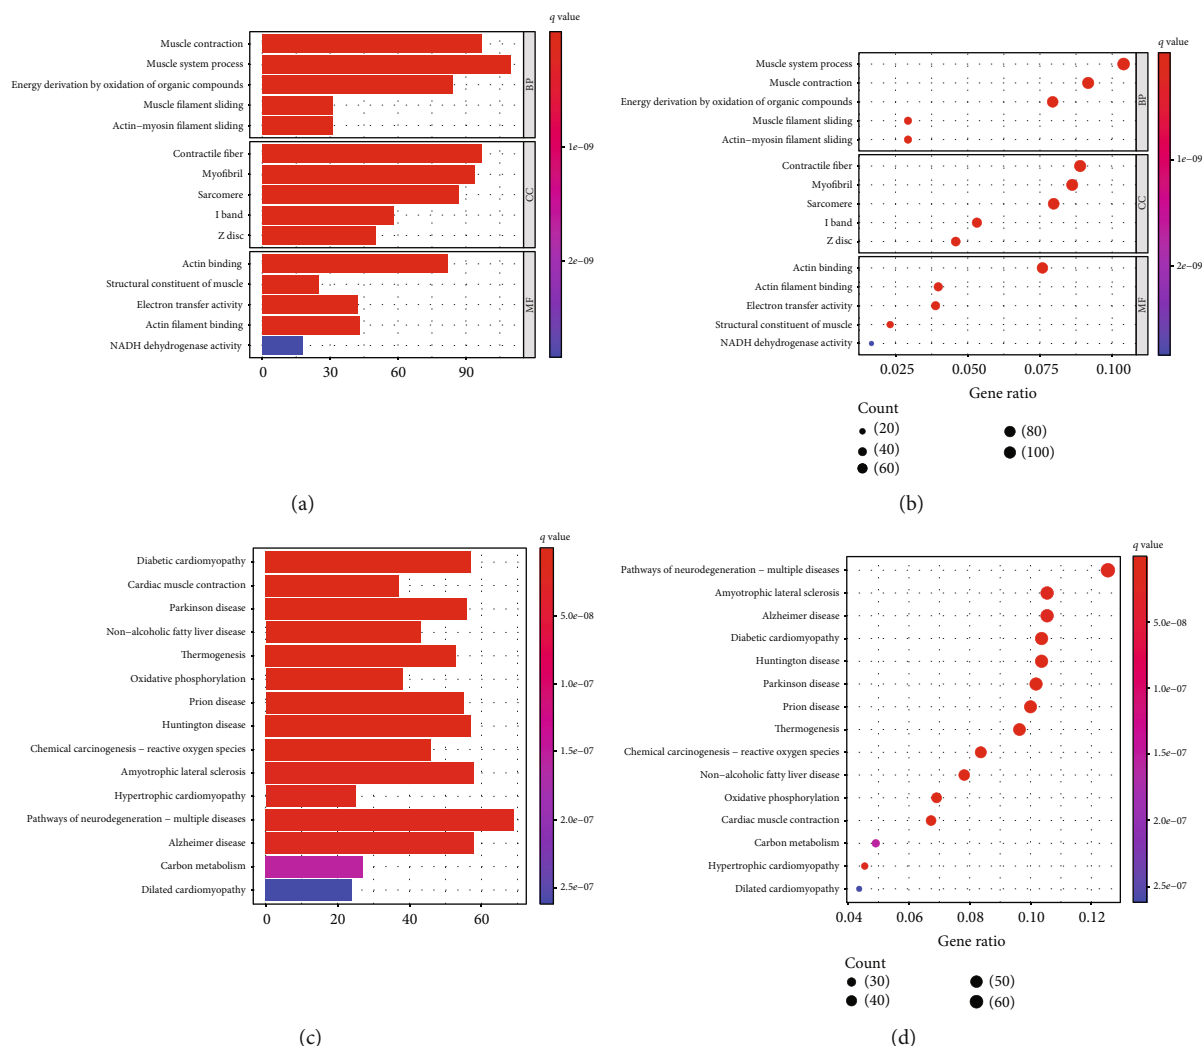 q value
Muscle contraction
Muscle system process
Energy derivation by oxidation of organic compounds
Muscle filament sliding
Actin−myosin filament sliding
BP
1e−09
Contractile fiber
Myofibril
Sarcomere
I band
Z disc
CC
2e−09
Actin binding
Structural constituent of muscle
Electron transfer activity
Actin filament binding
NADH dehydrogenase activity
MF
0 30 60 90
(a)
q value
Muscle system process
Muscle contraction
Energy derivation by oxidation of organic compounds
Muscle filament sliding
Actin−myosin filament sliding
BP
1e−09
Contractile fiber
Myofibril
Sarcomere
I band
Z disc
CC
2e−09
Actin binding
Actin filament binding
Electron transfer activity
Structural constituent of muscle
NADH dehydrogenase activity
MF
0.025 0.050 0.075 0.100
Gene ratio
Count
(20) (80)
(40) (100)
(60)
(b)
q value
Diabetic cardiomyopathy
Cardiac muscle contraction
Parkinson disease
Non−alcoholic fatty liver disease
Thermogenesis
Oxidative phosphorylation
Prion disease
Huntington disease
Chemical carcinogenesis − reactive oxygen species
Amyotrophic lateral sclerosis
Hypertrophic cardiomyopathy
Pathways of neurodegeneration − multiple diseases
Alzheimer disease
Carbon metabolism
Dilated cardiomyopathy
5.0e−08
1.0e−07
1.5e−07
2.0e−07
2.5e−07
0 20 40 60
(c)
q value
Pathways of neurodegeneration − multiple diseases
Amyotrophic lateral sclerosis
Alzheimer disease
Diabetic cardiomyopathy
Huntington disease
Parkinson disease
Prion disease
Thermogenesis
Chemical carcinogenesis − reactive oxygen species
Non−alcoholic fatty liver disease
Oxidative phosphorylation
Cardiac muscle contraction
Carbon metabolism
Hypertrophic cardiomyopathy
Dilated cardiomyopathy
5.0e−08
1.0e−07
1.5e−07
2.0e−07
2.5e−07
0.04 0.06 0.08 0.10 0.12
Gene ratio
Count
(30) (50)
(40) (60)
(d)